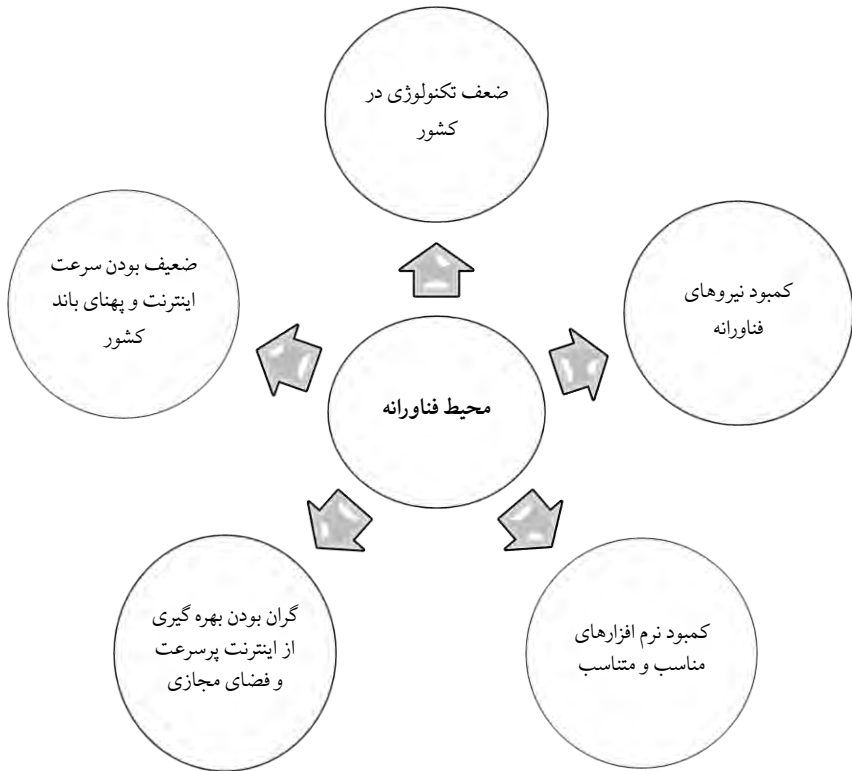 ضعف تکنولوژی در
کشور
کمبود نیروهای
فناورانه
ضعیف بودن سرعت
اینترنت و پهنای باند
کشور
محیط فناورانه
کمبود نرم افزارهای
مناسب و متناسب
گران بودن بهره گیری
از اینترنت پرسرعت
و فضای مجازی